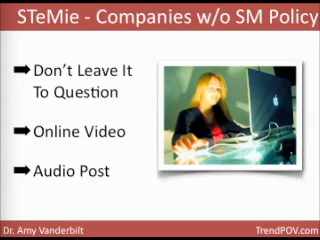 STeMie - Companies w/o SM Policy
Don't Leave It
To Question
Online Video
Audio Post
Dr. Amy Vanderbilt
TrendPOV.com